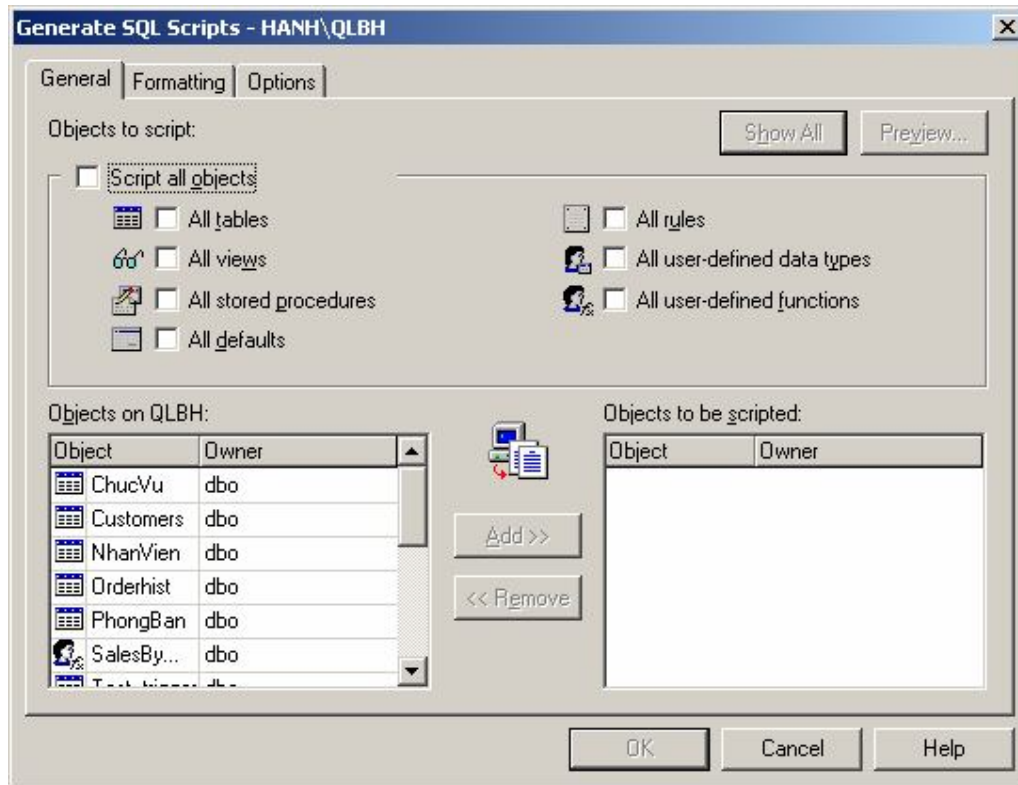 Generate SQL Scripts - HANH\QLBH
General Formatting Options
Objects to script: Show All Preview...
Script all objects
All tables All rules
All views All user-defined data types
All stored procedures All user-defined functions
All defaults
Objects on QLBH: Objects to be scripted:
Object Owner Object Owner
ChucVu dbo
Customers dbo
NhanVien dbo
Add >>
Orderhist dbo
<< Remove
PhongBan dbo
SalesBy... dbo
OK Cancel Help